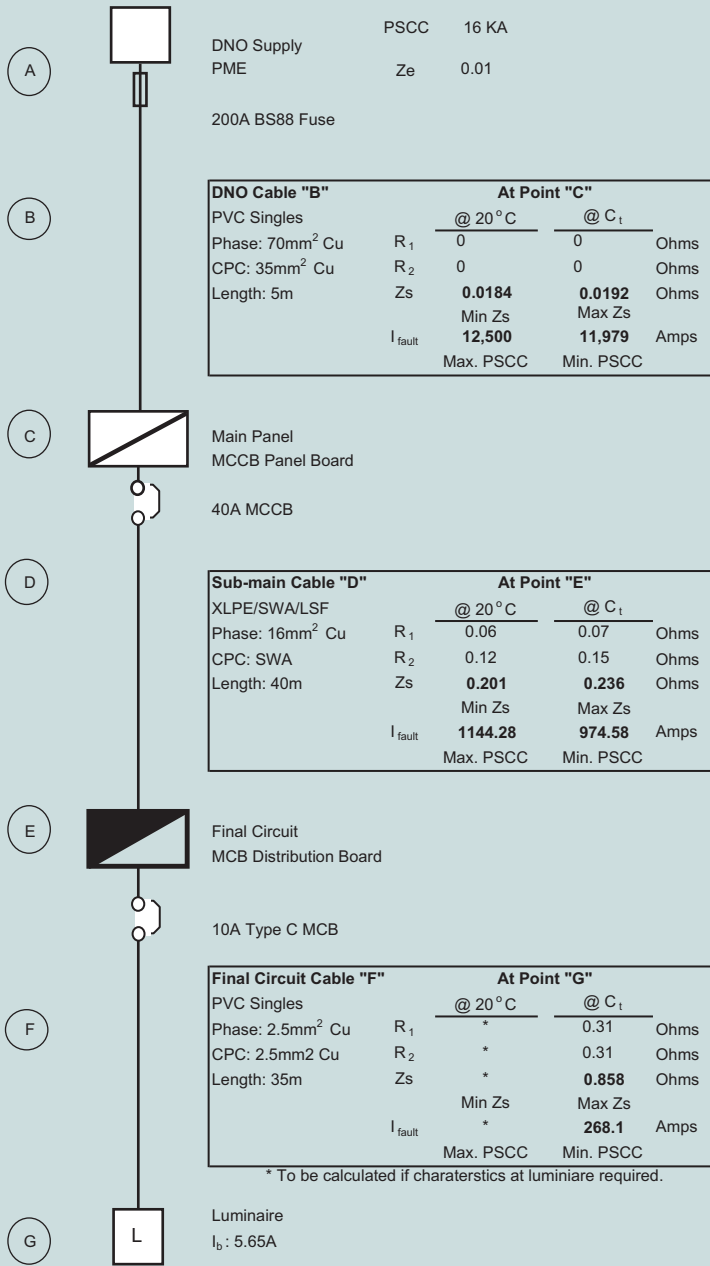 PSCC 16 KA
DNO Supply
A PME Ze 0.01
200A BS88 Fuse
DNO Cable "B" At Point "C"
B PVC Singles @ 20°C @ Cₜ
Phase: 70mm² Cu R₁ 0 0 Ohms
CPC: 35mm² Cu R₂ 0 0 Ohms
Length: 5m Zs 0.0184 0.0192 Ohms
Min Zs Max Zs
I fault 12,500 11,979 Amps
Max. PSCC Min. PSCC
C Main Panel
MCCB Panel Board
40A MCCB
D Sub-main Cable "D" At Point "E"
XLPE/SWA/LSF @ 20°C @ Cₜ
Phase: 16mm² Cu R₁ 0.06 0.07 Ohms
CPC: SWA R₂ 0.12 0.15 Ohms
Length: 40m Zs 0.201 0.236 Ohms
Min Zs Max Zs
I fault 1144.28 974.58 Amps
Max. PSCC Min. PSCC
E Final Circuit
MCB Distribution Board
10A Type C MCB
Final Circuit Cable "F" At Point "G"
PVC Singles @ 20°C @ Cₜ
F Phase: 2.5mm² Cu R₁ * 0.31 Ohms
CPC: 2.5mm2 Cu R₂ * 0.31 Ohms
Length: 35m Zs * 0.858 Ohms
Min Zs Max Zs
I fault * 268.1 Amps
Max. PSCC Min. PSCC
* To be calculated if charaterstics at luminiare required.
Luminaire
G L I_b : 5.65A